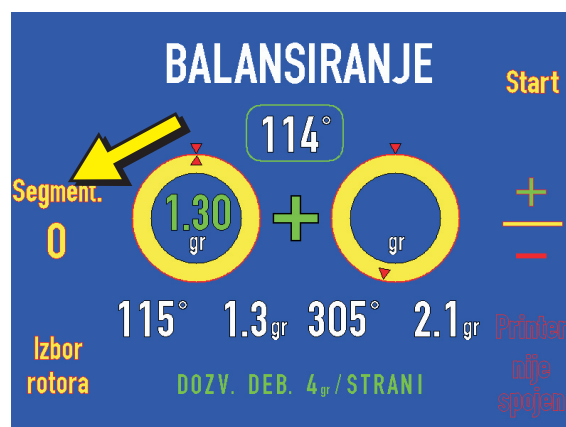 BALANSIRANJE
Start
114°
Segment.
0
1.30
gr
+
gr
+
−
115° 1.3gr 305° 2.1gr
Izbor
rotora
DOZV. DEB. 4gr/STRANI
Printer
nije
spojen